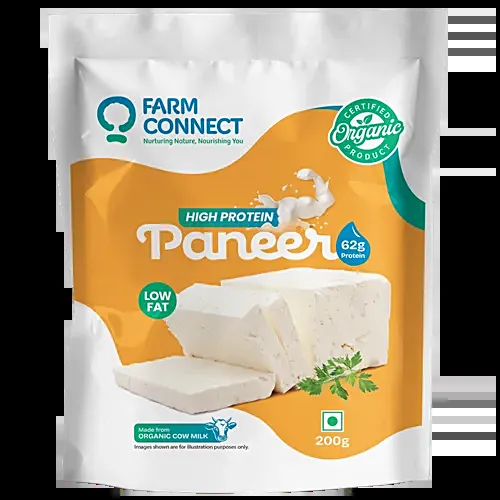 FARM
CONNECT
Nurturing Nature, Nourishing You
CERTIFIED
Organic
PRODUCT
HIGH PROTEIN
Paneer
62g
Protein
LOW
FAT
Made from
ORGANIC COW MILK
Images shown are for illustration purposes only.
200g